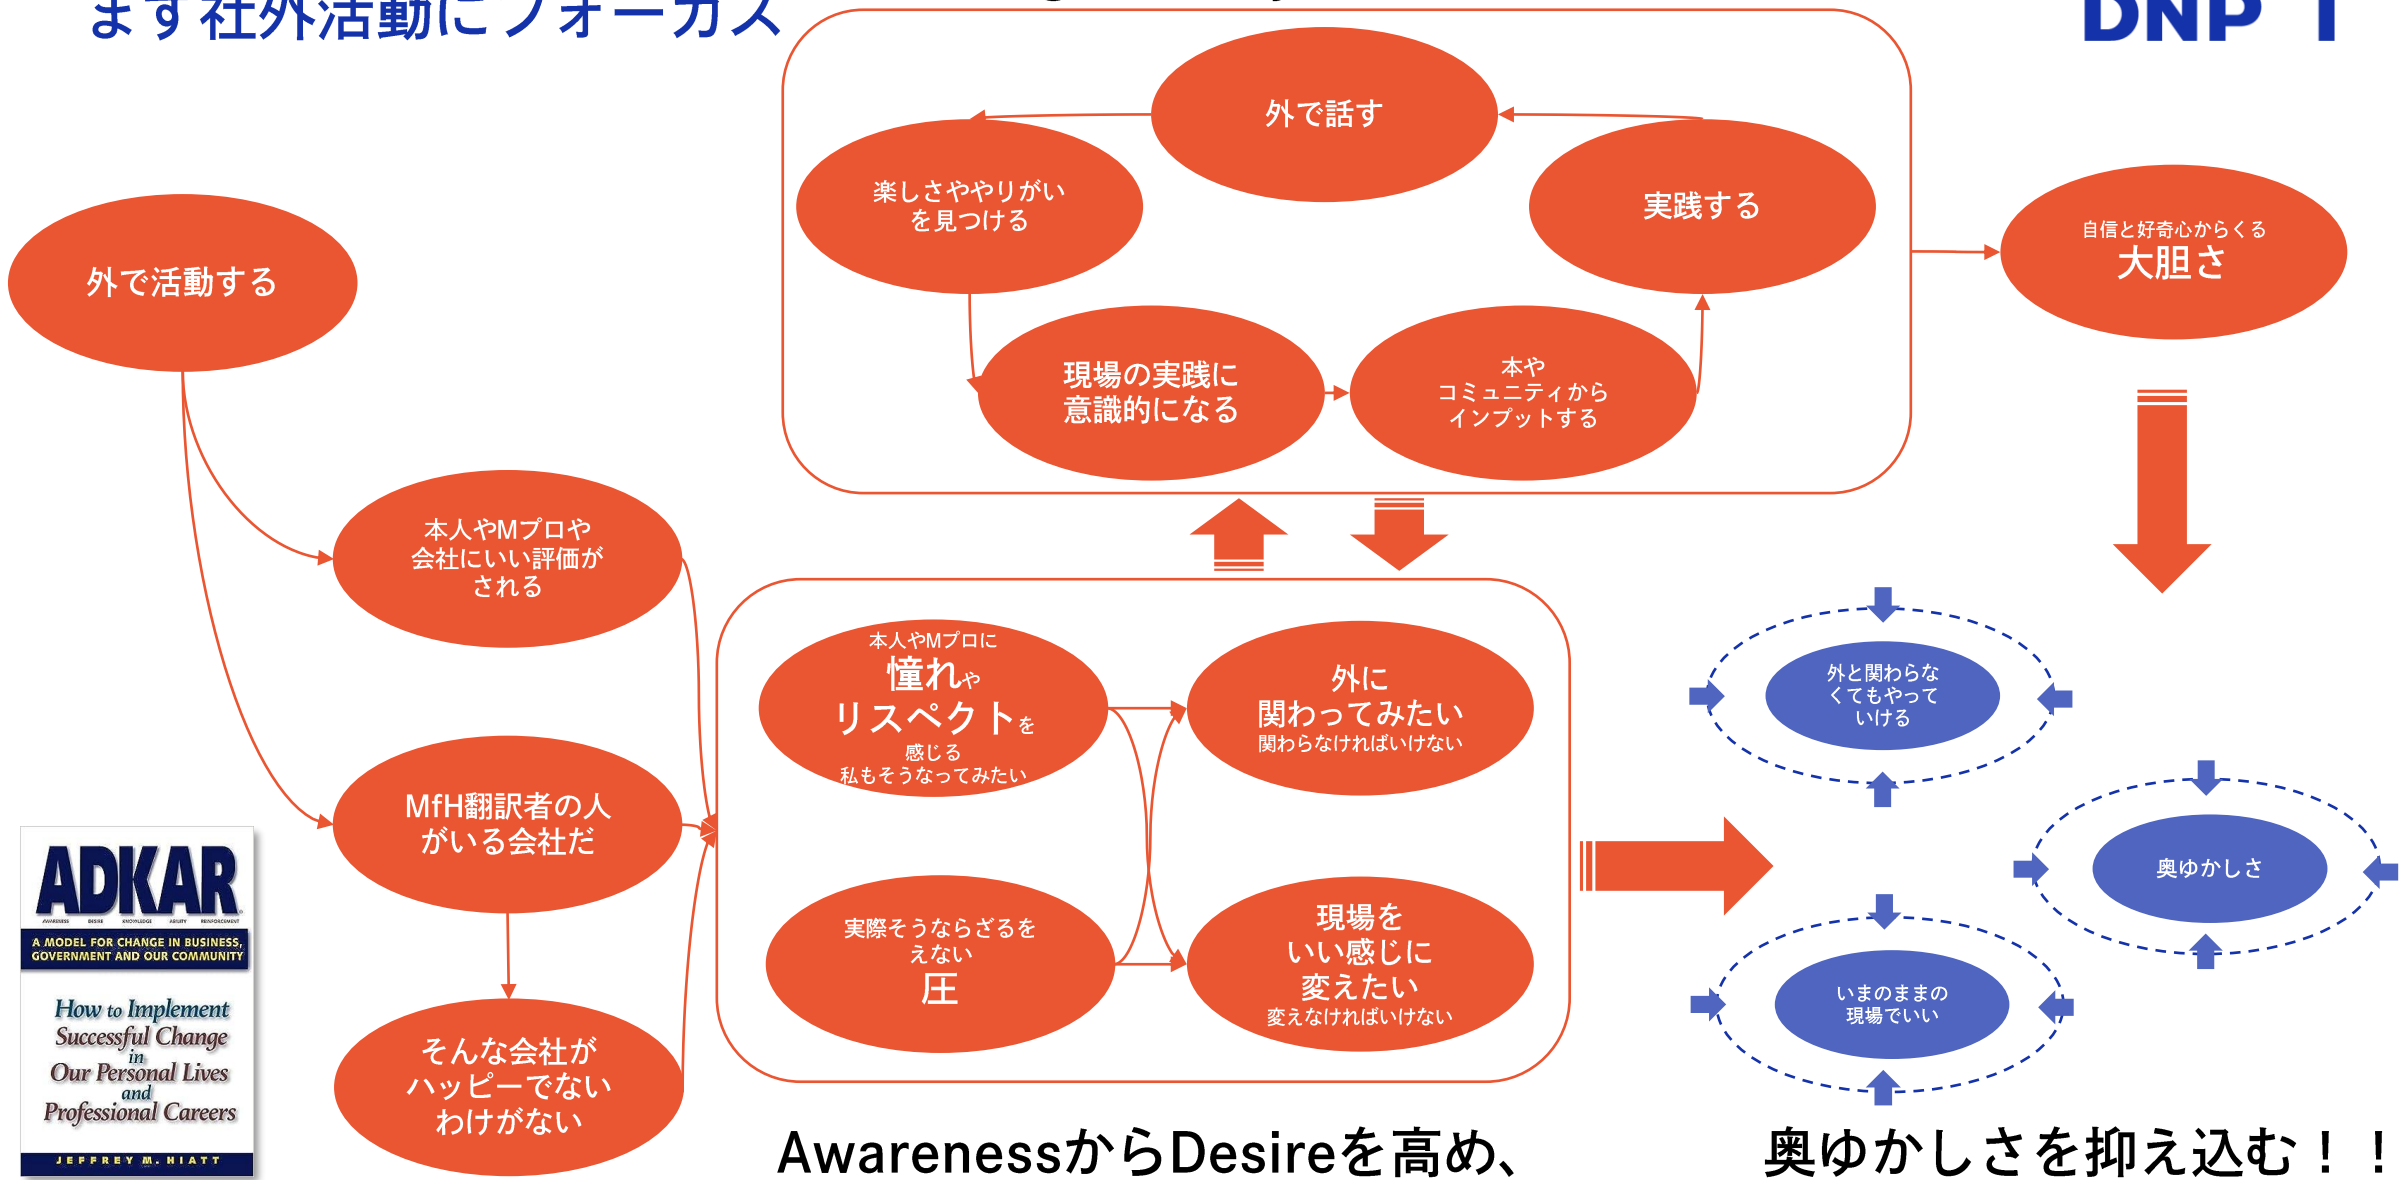 まず社外活動にフォーカス
DNP
外で話す
楽しさややりがい
を見つける
実践する
現場の実践に
意識的になる
本や
コミュニティから
インプットする
自信と好奇心からくる
大胆さ
外で活動する
本人やMプロや
会社にいい評価が
される
MfH翻訳者の人
がいる会社だ
そんな会社が
ハッピーでない
わけがない
本人やMプロに
憧れや
リスペクトを
感じる
私もそうなってみたい
外に
関わってみたい
関わらなければいけない
実際そうならざるを
えない
圧
現場を
いい感じに
変えたい
変えなければいけない
外と関わらな
くてもやって
いける
奥ゆかしさ
いまのままの
現場でいい
ADKAR
AWARENESS DESIRE KNOWLEDGE ABILITY REINFORCEMENT
A MODEL FOR CHANGE IN BUSINESS,
GOVERNMENT AND OUR COMMUNITY
How to Implement
Successful Change
in
Our Personal Lives
and
Professional Careers
JEFFREY M. HIATT
AwarenessからDesireを高め、
奥ゆかしさを抑え込む！！